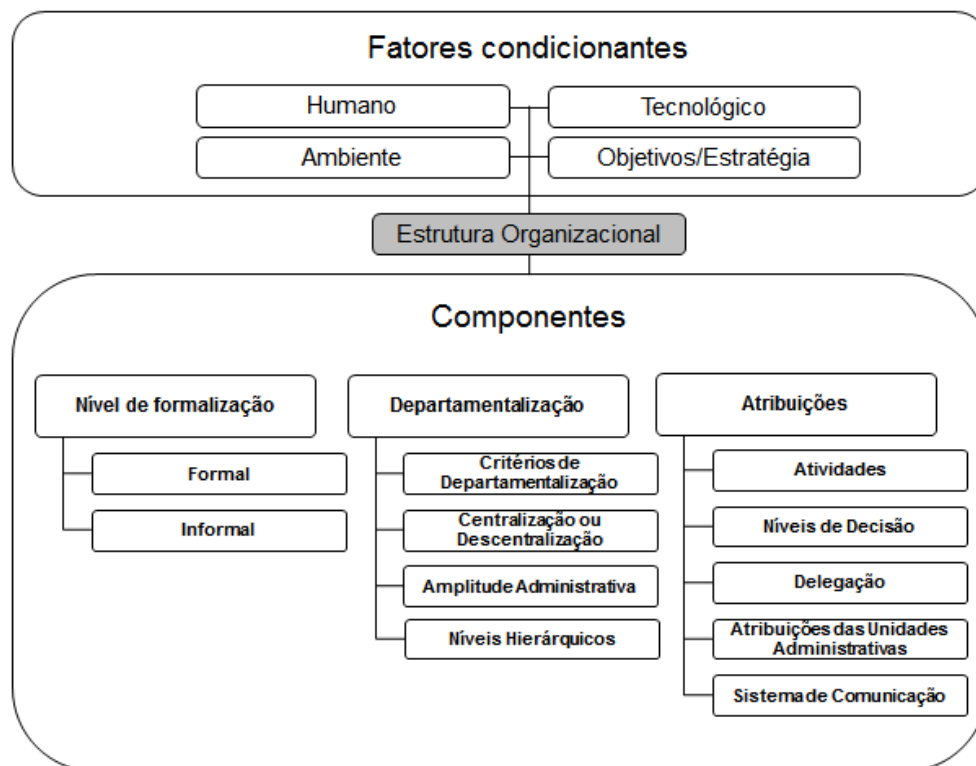 Fatores condicionantes
Humano
Tecnológico
Ambiente
Objetivos/Estratégia
Estrutura Organizacional
Componentes
Nível de formalização
Formal
Informal
Departamentalização
Critérios de
Departamentalização
Centralização ou
Descentralização
Amplitude Administrativa
Níveis Hierárquicos
Atribuições
Atividades
Níveis de Decisão
Delegação
Atribuições das Unidades
Administrativas
Sistema de Comunicação